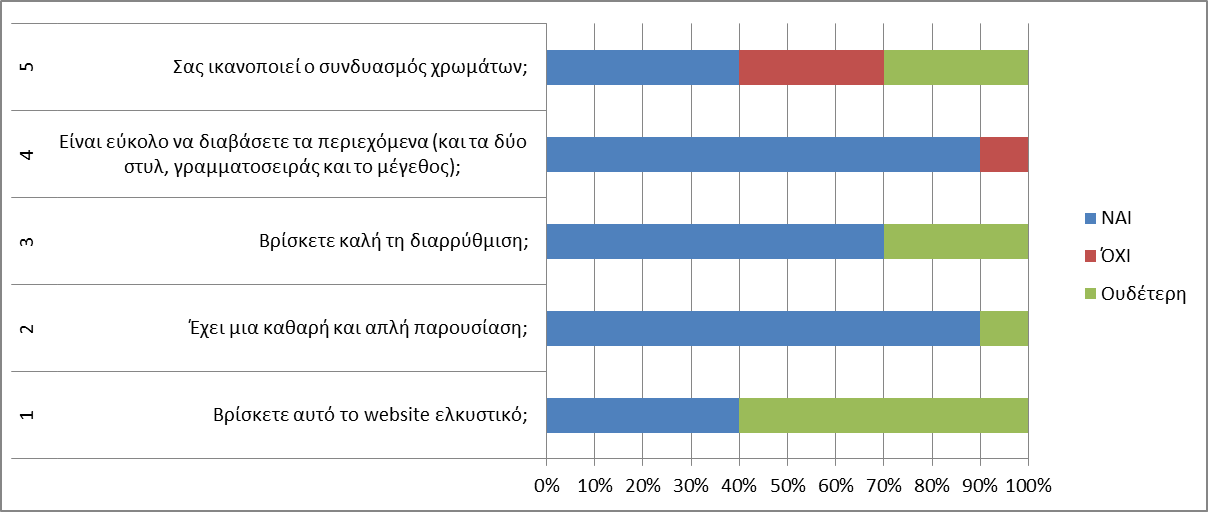 5
Σας ικανοποιεί ο συνδυασμός χρωμάτων;
4
Είναι εύκολο να διαβάσετε τα περιεχόμενα (και τα δύο
στυλ, γραμματοσειράς και το μέγεθος);
3
Βρίσκετε καλή τη διαρρύθμιση;
2
Έχει μια καθαρή και απλή παρουσίαση;
1
Βρίσκετε αυτό το website ελκυστικό;
0% 10% 20% 30% 40% 50% 60% 70% 80% 90% 100%
ΝΑΙ
ΌΧΙ
Ουδέτερη